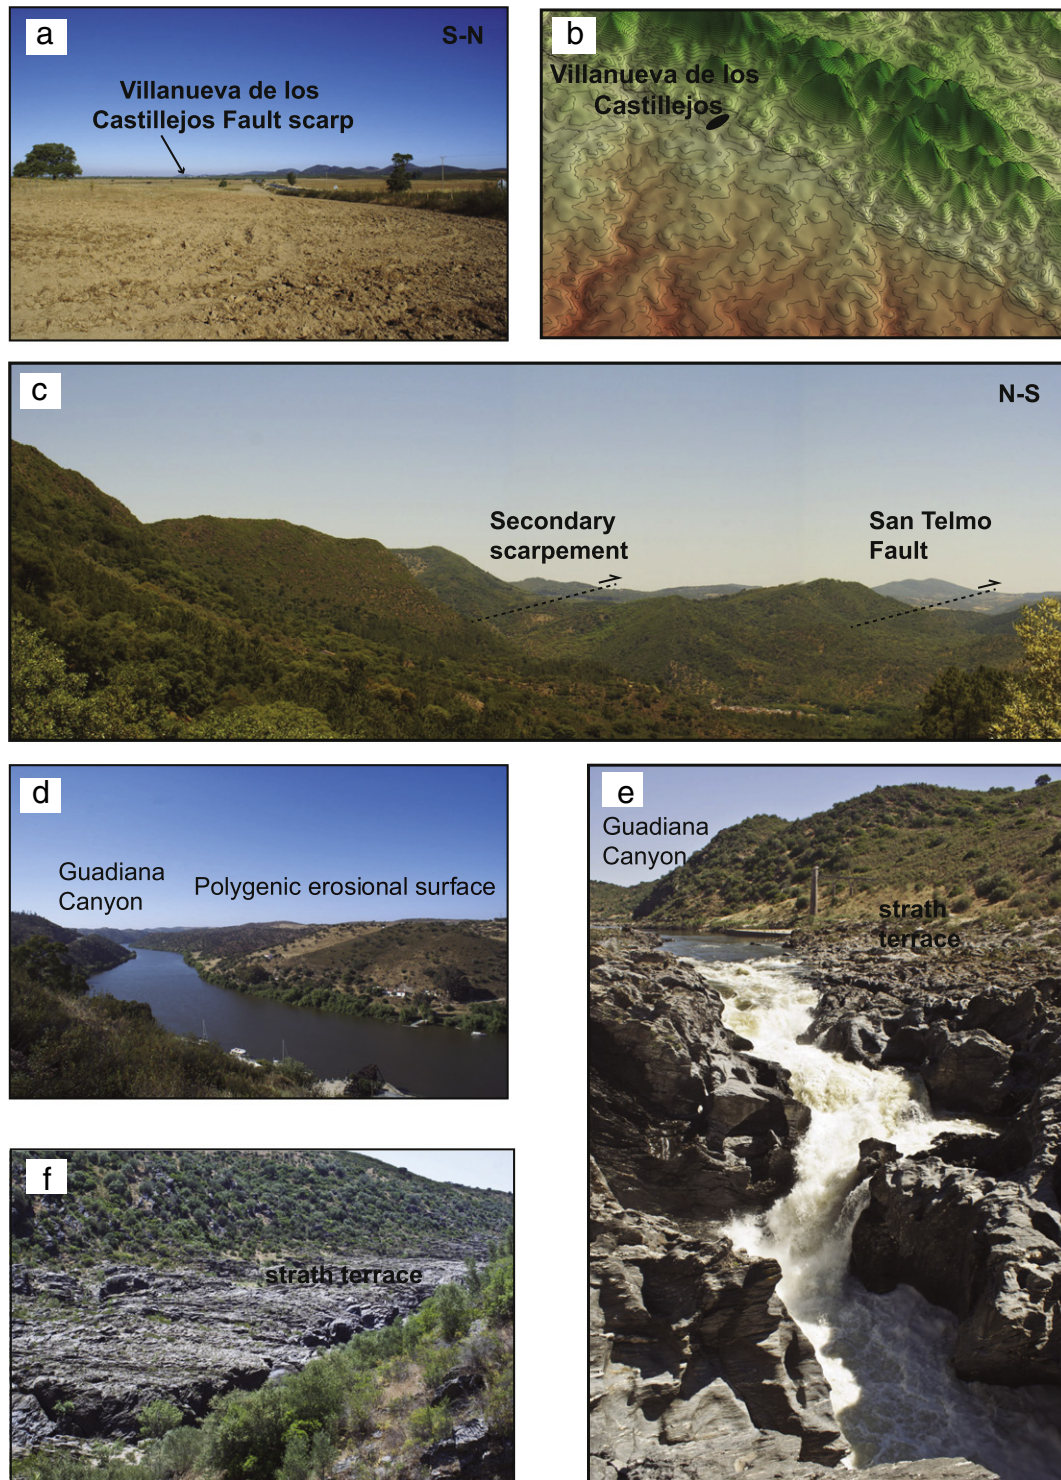 a
S-N
Villanueva de los
Castillejos Fault scarp
b
Villanueva de los
Castillejos
c
N-S
Secondary
scarpement
San Telmo
Fault
d
Guadiana
Canyon
Polygenic erosional surface
e
Guadiana
Canyon
strath
terrace
f
strath terrace